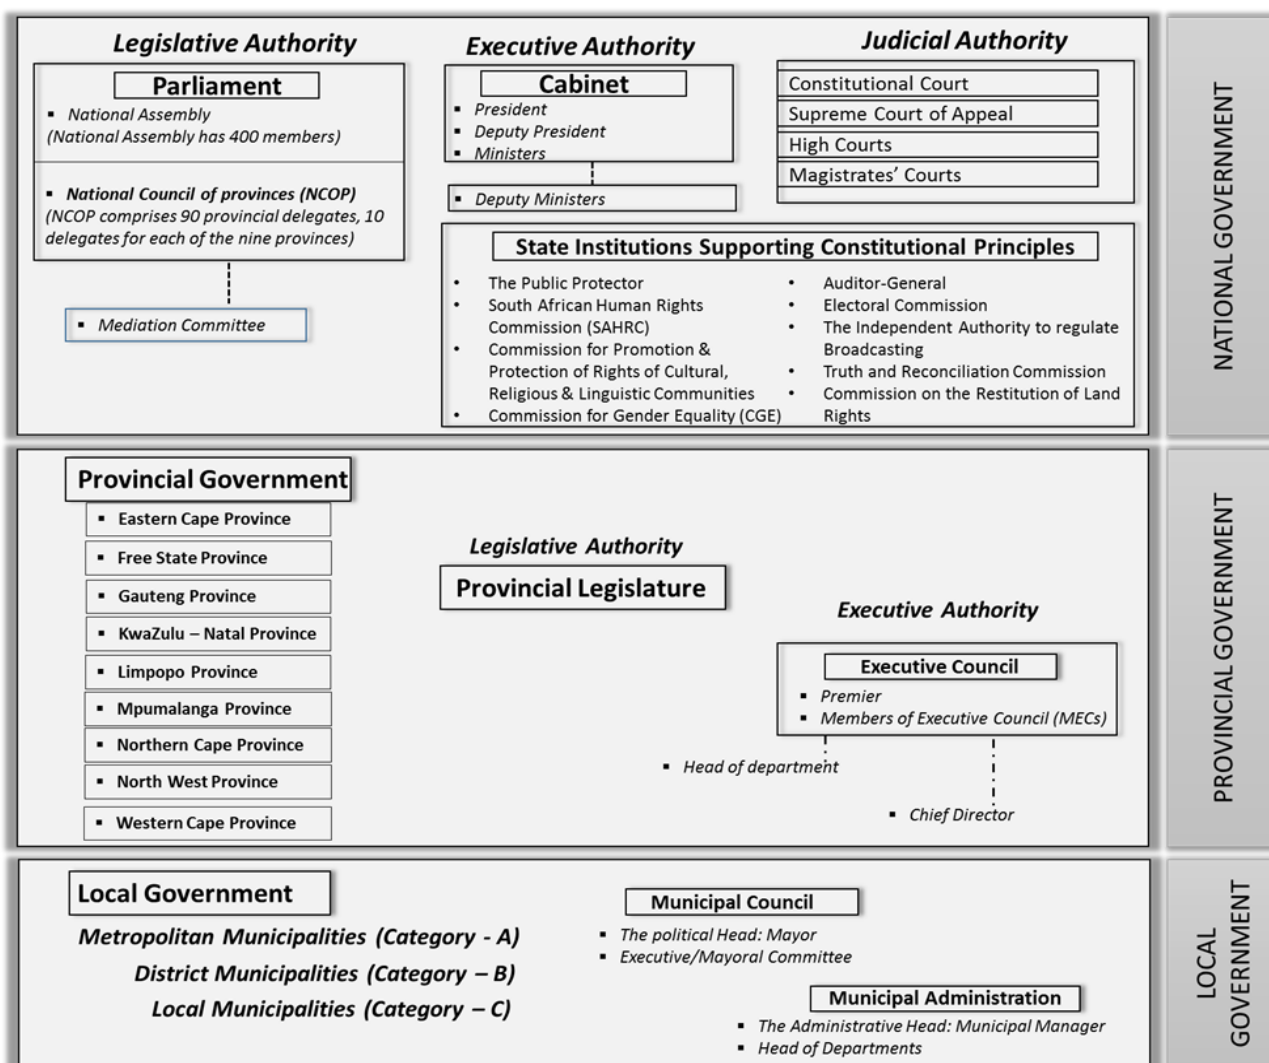 Legislative Authority
Parliament
▪ National Assembly
(National Assembly has 400 members)
▪ National Council of provinces (NCOP)
(NCOP comprises 90 provincial delegates, 10
delegates for each of the nine provinces)
▪ Mediation Committee
Executive Authority
Cabinet
▪ President
▪ Deputy President
▪ Ministers
▪ Deputy Ministers
Judicial Authority
Constitutional Court
Supreme Court of Appeal
High Courts
Magistrates’ Courts
State Institutions Supporting Constitutional Principles
• The Public Protector
• South African Human Rights
Commission (SAHRC)
• Commission for Promotion &
Protection of Rights of Cultural,
Religious & Linguistic Communities
• Commission for Gender Equality (CGE)
• Auditor-General
• Electoral Commission
• The Independent Authority to regulate
Broadcasting
• Truth and Reconciliation Commission
• Commission on the Restitution of Land
Rights
NATIONAL GOVERNMENT
Provincial Government
▪ Eastern Cape Province
▪ Free State Province
▪ Gauteng Province
▪ KwaZulu – Natal Province
▪ Limpopo Province
▪ Mpumalanga Province
▪ Northern Cape Province
▪ North West Province
▪ Western Cape Province
Legislative Authority
Provincial Legislature
Executive Authority
Executive Council
▪ Premier
▪ Members of Executive Council (MECs)
▪ Head of department
▪ Chief Director
PROVINCIAL GOVERNMENT
Local Government
Metropolitan Municipalities (Category - A)
District Municipalities (Category – B)
Local Municipalities (Category – C)
Municipal Council
▪ The political Head: Mayor
▪ Executive/Mayoral Committee
Municipal Administration
▪ The Administrative Head: Municipal Manager
▪ Head of Departments
LOCAL
GOVERNMENT